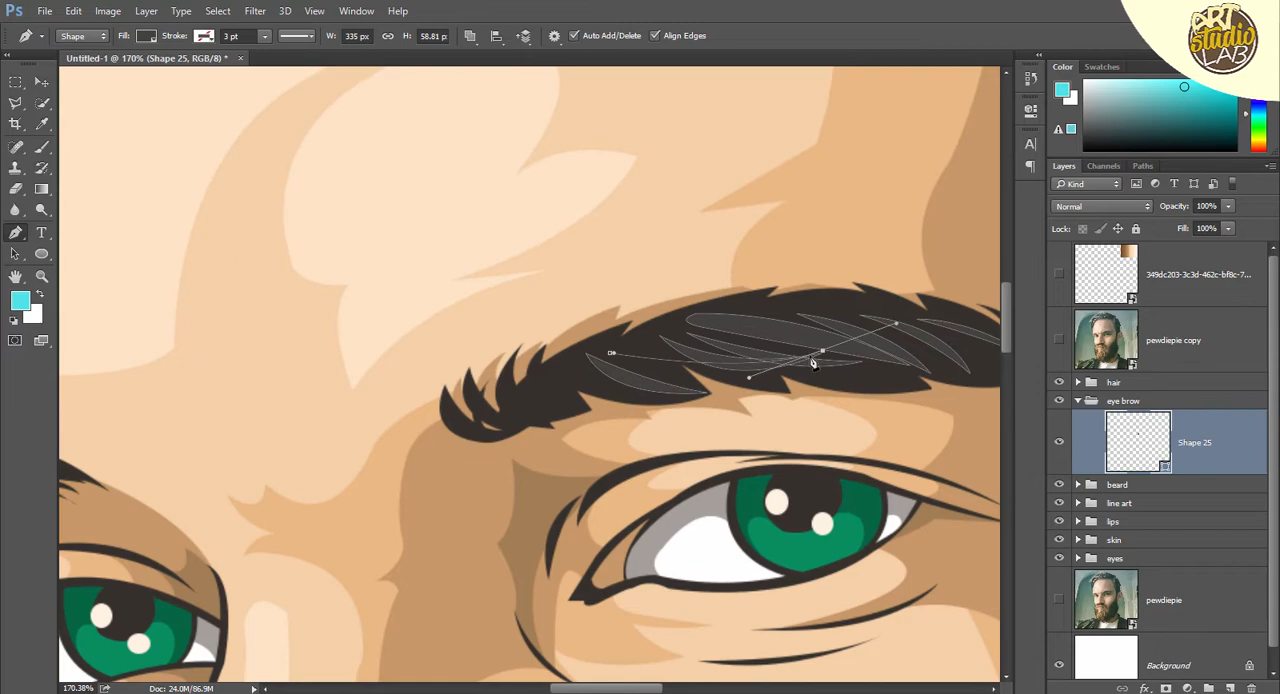 Ps File Edit Image Layer Type Select Filter 3D View Window Help
ART studio LAB
Shape Fill: Stroke: 3 pt W: 335 px H: 58.81 p: Auto Add/Delete Align Edges
Untitled-1 @ 170% (Shape 25, RGB/8) * ×
Color Swatches
Layers Channels Paths
Kind
Normal Opacity: 100%
Lock: Fill: 100%
349dc203-3c3d-462c-bf8c-7...
pewdiepie copy
hair
eye brow
Shape 25
beard
line art
lips
skin
eyes
pewdiepie
Background
170.38% Doc: 24.0M/86.9M
fx